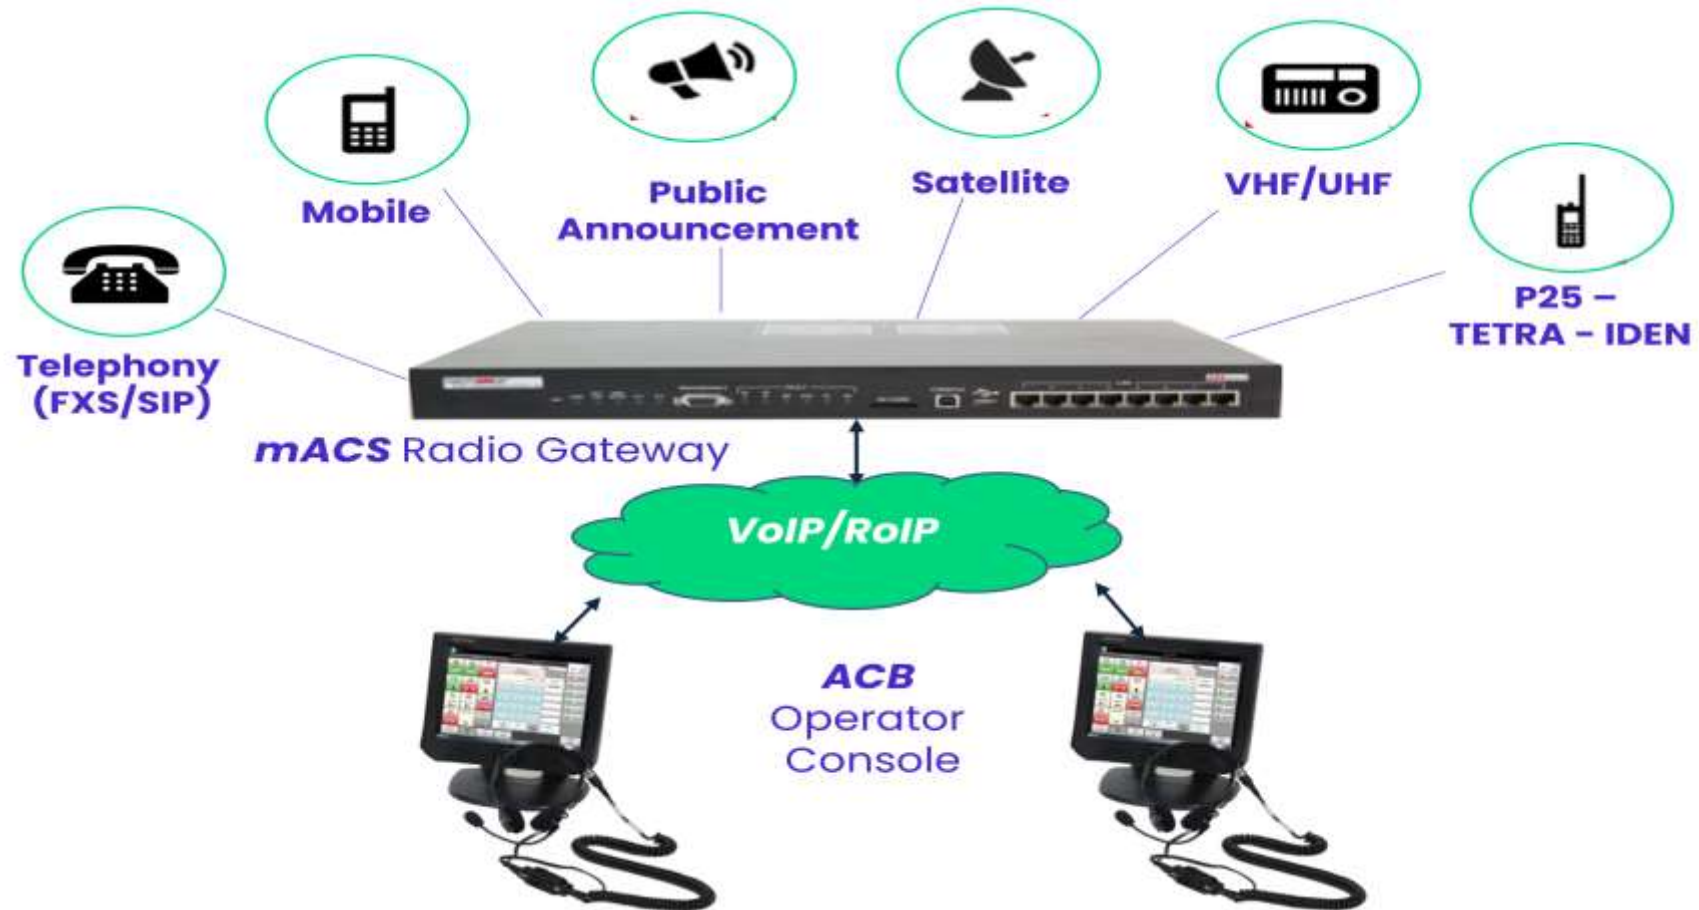 Mobile
Public
Announcement
Satellite
VHF/UHF
P25 –
TETRA – IDEN
Telephony
(FXS/SIP)
mACS Radio Gateway
VoIP/RoIP
ACB
Operator
Console